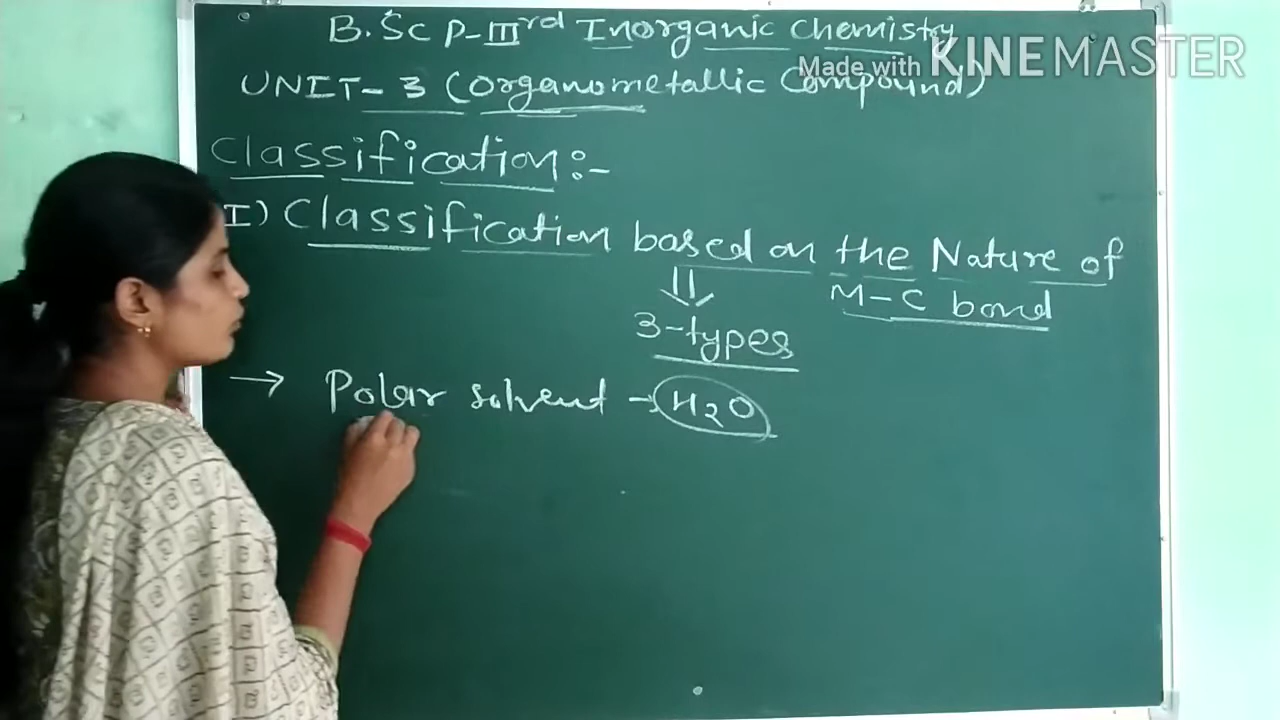 B.Sc P-IIIrd Inorganic Chemistry
Made with KINEMASTER
UNIT-3 (Organometallic Compound)
Classification:-
I) Classification based on the Nature of
M-C bond
3-types
→ Polar solvent → H2O